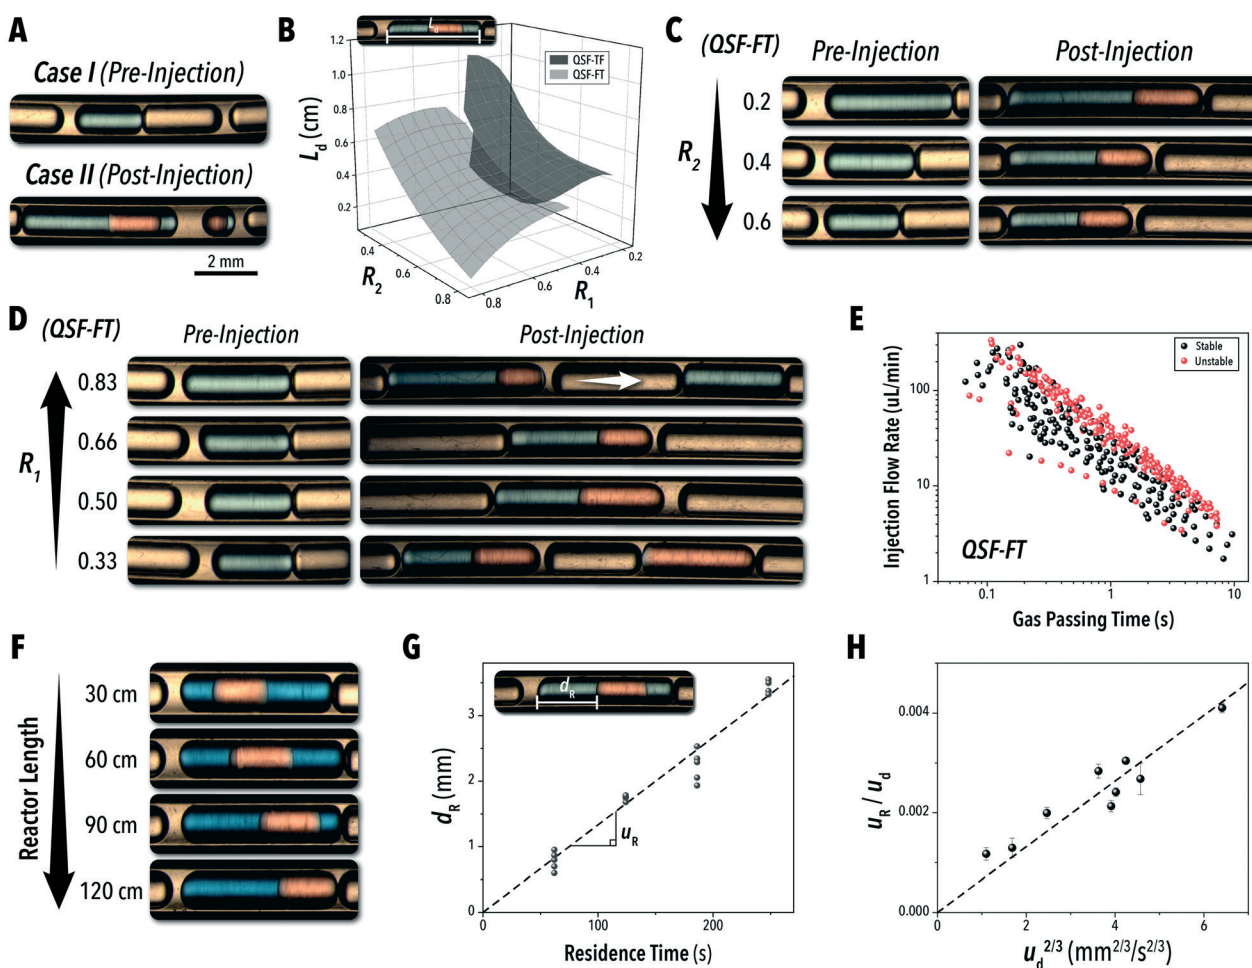 A
Case I (Pre-Injection)
Case II (Post-Injection)
2 mm
B
L_d
QSF-TF
QSF-FT
1.2
1.0
0.8
0.6
0.4
0.2
L_d (cm)
0.4
0.6
0.8
R_2
0.8
0.6
0.4
0.2
R_1
C
(QSF-FT)
Pre-Injection
Post-Injection
0.2
0.4
0.6
R_2
D
(QSF-FT)
Pre-Injection
Post-Injection
0.83
0.66
0.50
0.33
R_1
E
Stable
Unstable
100
10
1
Injection Flow Rate (uL/min)
QSF-FT
0.1
1
10
Gas Passing Time (s)
F
30 cm
60 cm
90 cm
120 cm
Reactor Length
G
d_R
3
2
1
0
d_R (mm)
u_R
0
100
200
Residence Time (s)
H
0.004
0.002
0.000
u_R / u_d
0
2
4
6
u_d^2/3 (mm^2/3/s^2/3)